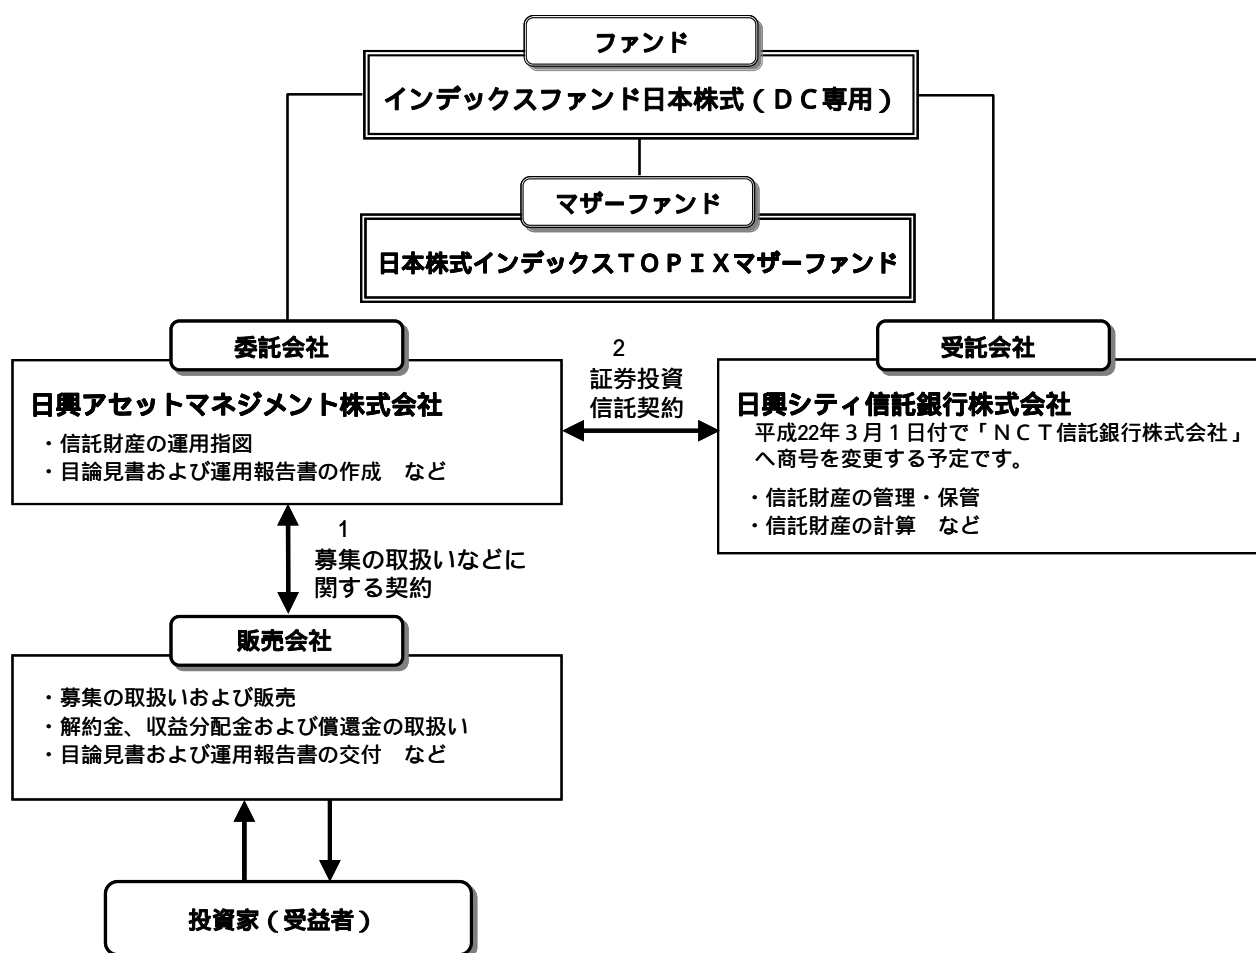 ファンド
インデックスファンド日本株式(DC専用)
マザーファンド
日本株式インデックスTOPIXマザーファンド
委託会社
日興アセットマネジメント株式会社
・信託財産の運用指図
・目論見書および運用報告書の作成 など
2
証券投資
信託契約
受託会社
日興シティ信託銀行株式会社
平成22年3月1日付で「NCT信託銀行株式会社」
へ商号を変更する予定です。
・信託財産の管理・保管
・信託財産の計算 など
1
募集の取扱いなどに
関する契約
販売会社
・募集の取扱いおよび販売
・解約金、収益分配金および償還金の取扱い
・目論見書および運用報告書の交付 など
投資家(受益者)